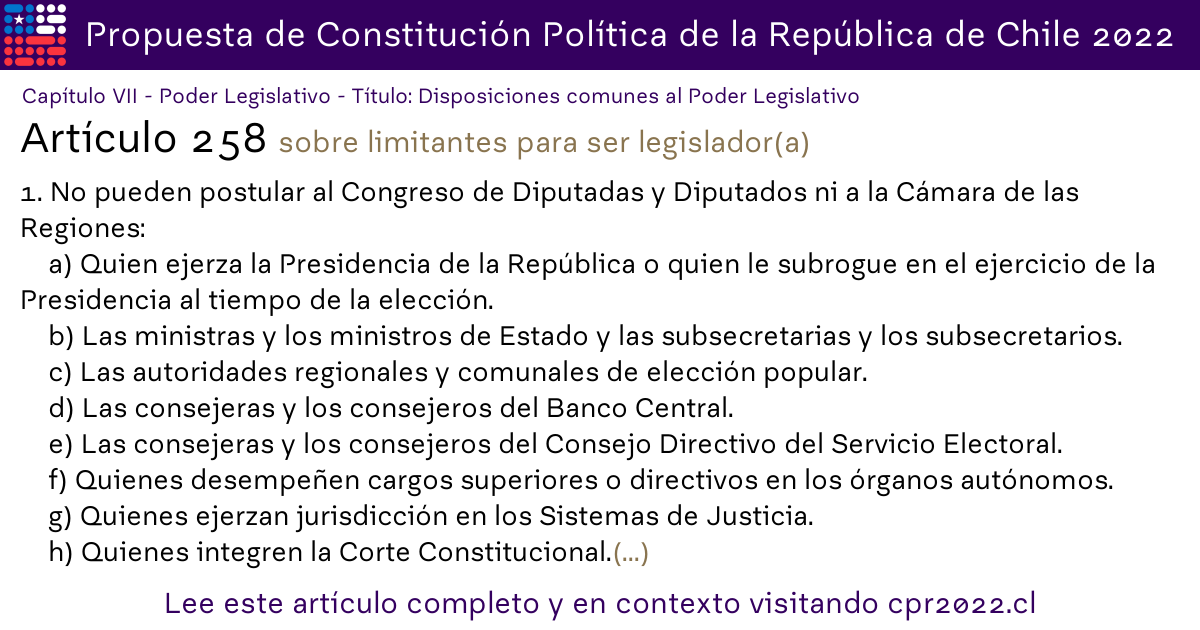 Propuesta de Constitución Política de la República de Chile 2022
Capítulo VII - Poder Legislativo - Título: Disposiciones comunes al Poder Legislativo
Artículo 258 sobre limitantes para ser legislador(a)
1. No pueden postular al Congreso de Diputadas y Diputados ni a la Cámara de las
Regiones:
a) Quien ejerza la Presidencia de la República o quien le subrogue en el ejercicio de la
Presidencia al tiempo de la elección.
b) Las ministras y los ministros de Estado y las subsecretarias y los subsecretarios.
c) Las autoridades regionales y comunales de elección popular.
d) Las consejeras y los consejeros del Banco Central.
e) Las consejeras y los consejeros del Consejo Directivo del Servicio Electoral.
f) Quienes desempeñen cargos superiores o directivos en los órganos autónomos.
g) Quienes ejerzan jurisdicción en los Sistemas de Justicia.
h) Quienes integren la Corte Constitucional.(...)
Lee este artículo completo y en contexto visitando cpr2022.cl